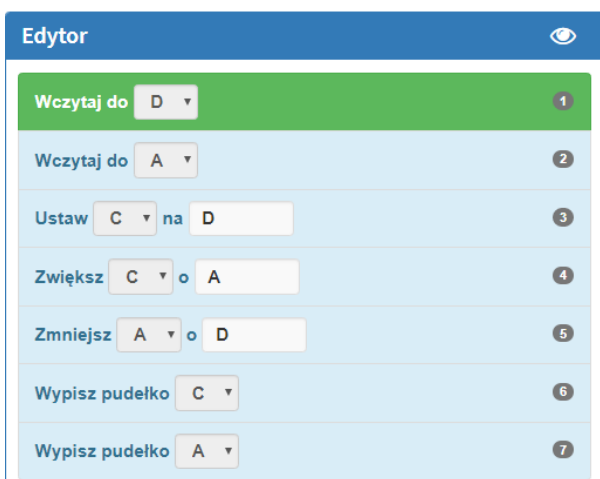 Edytor
Wczytaj do D 1
Wczytaj do A 2
Ustaw C na D 3
Zwiększ C o A 4
Zmniejsz A o D 5
Wypisz pudełko C 6
Wypisz pudełko A 7